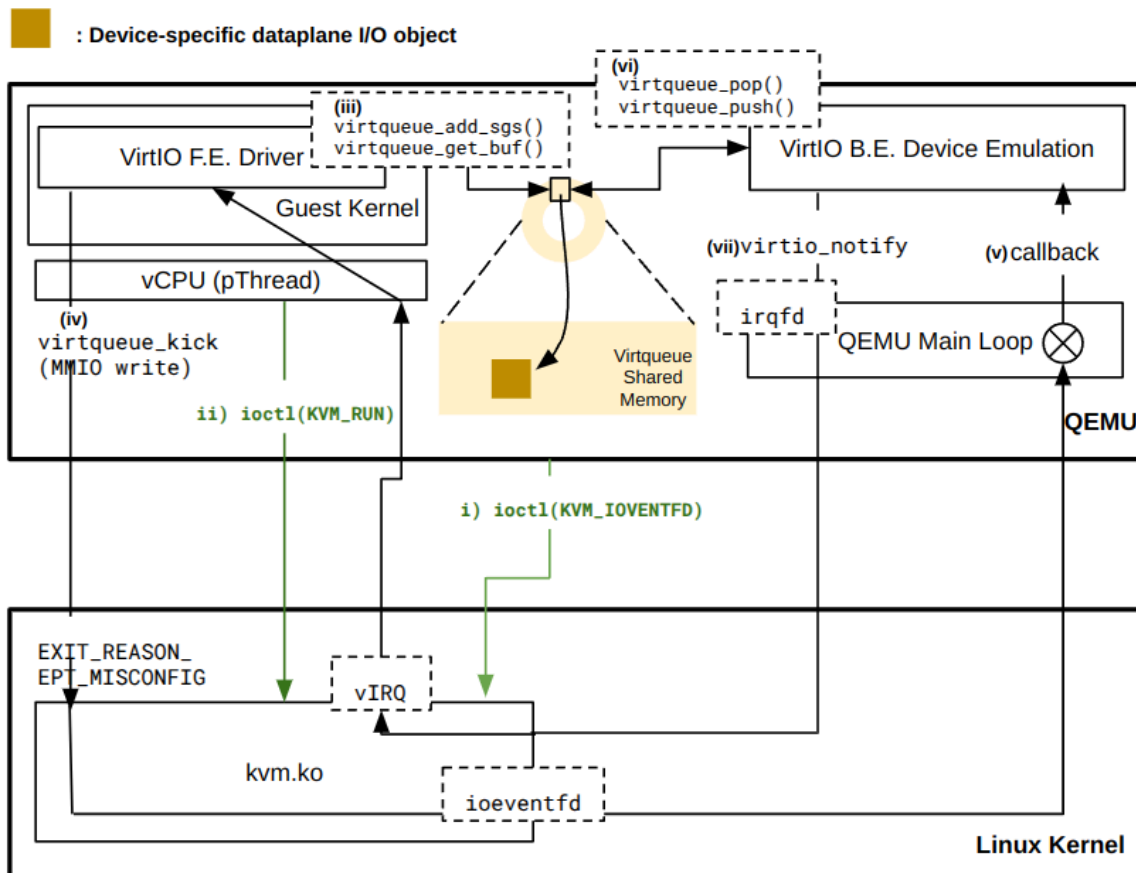 : Device-specific dataplane I/O object
(vi)
virtqueue_pop()
virtqueue_push()
(iii)
virtqueue_add_sgs()
virtqueue_get_buf()
VirtIO F.E. Driver
VirtIO B.E. Device Emulation
Guest Kernel
(vii)virtio_notify
(v) callback
vCPU (pThread)
irqfd
QEMU Main Loop
(iv)
virtqueue_kick
(MMIO write)
Virtqueue
Shared
Memory
ii) ioctl(KVM_RUN)
QEMU
i) ioctl(KVM_IOVENTFD)
EXIT_REASON_
EPT_MISCONFIG
vIRQ
kvm.ko
ioeventfd
Linux Kernel